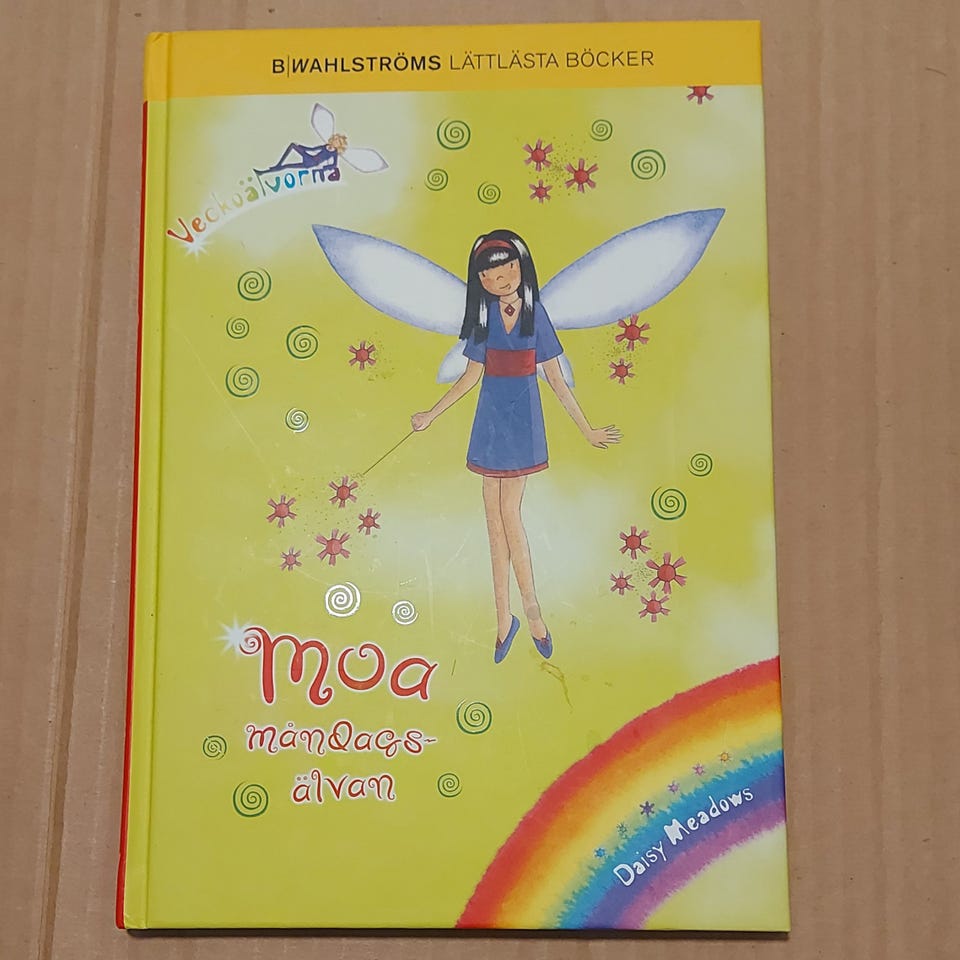 B|WAHLSTRÖMS LÄTTLÄSTA BÖCKER
Veckoälvorna
Moa
måndags-
älvan
Daisy Meadows